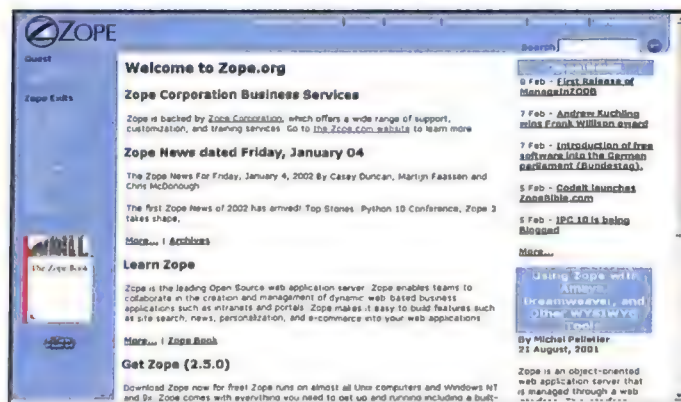 ZOPE
Search
Guest
Zope Exits
The Zope Book
Welcome to Zope.org
Zope Corporation Business Services
Zope is backed by Zope Corporation, which offers a wide range of support,
customization, and training services. Go to the Zope.com website to learn more
Zope News dated Friday, January 04
The Zope News For Friday, January 4, 2002 By Casey Duncan, Martijn Faassen and
Chris McDonough
The first Zope News of 2002 has arrived! Top Stories: Python 10 Conference, Zope 3
takes shape,
More... | Archives
Learn Zope
Zope is the leading Open Source web application server. Zope enables teams to
collaborate in the creation and management of dynamic web based business
applications such as intranets and portals. Zope makes it easy to build features such
as site search, news, personalization, and e-commerce into your web applications
More... | Zope Book
Get Zope (2.5.0)
Download Zope now for free! Zope runs on almost all Unix computers and Windows NT
and 9x. Zope comes with everything you need to get up and running including a built-
8 Feb - First Release of
ManageInZODB
7 Feb - Andrew Kuchling
wins Frank Willison award
7 Feb - Introduction of free
software into the German
parliament (Bundestag).
5 Feb - CodeIt launches
ZopeBible.com
5 Feb - IPC 10 is being
Blogged
More...
Using Zope with
Amaya,
Dreamweaver, and
Other WYSIWYG
Tools
By Michel Pelletier
21 August, 2001
Zope is an object-oriented
web application server that
is managed through a web